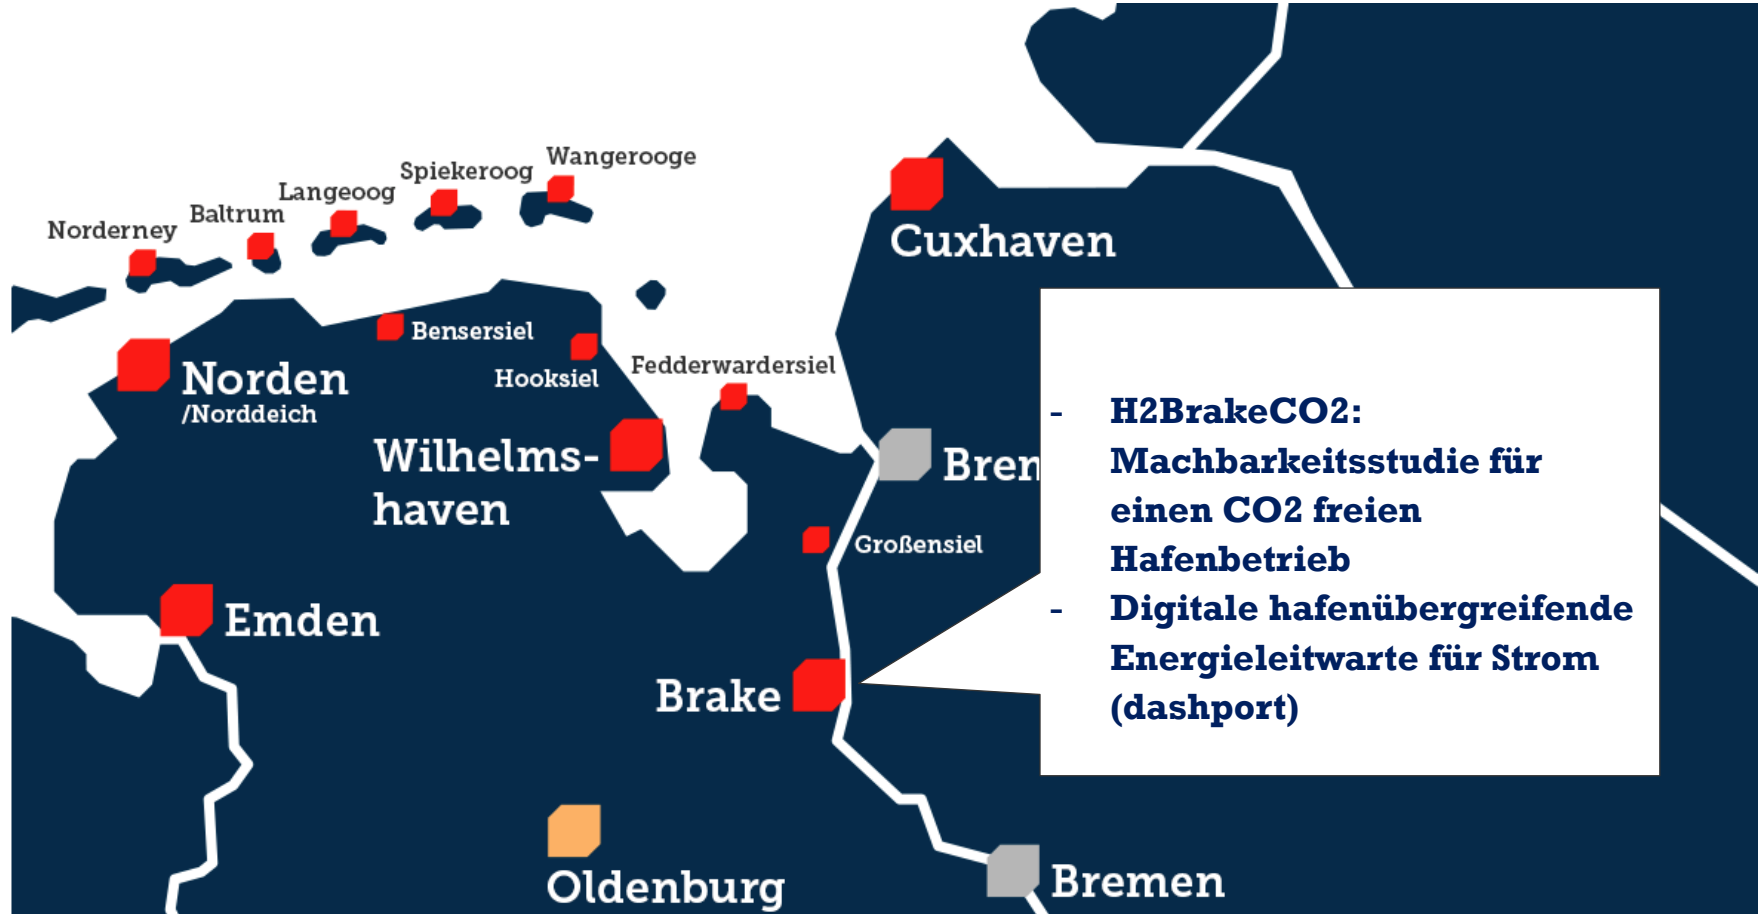 Wangerooge
Spiekeroog
Langeoog
Baltrum
Norderney
Cuxhaven
Bensersiel
Hooksiel
Fedderwardersiel
Norden
/Norddeich
Wilhelms-
haven
Brem
Großensiel
Emden
Brake
Oldenburg
Bremen
- H2BrakeCO2:
Machbarkeitsstudie für
einen CO2 freien
Hafenbetrieb
- Digitale hafenübergreifende
Energieleitwarte für Strom
(dashport)